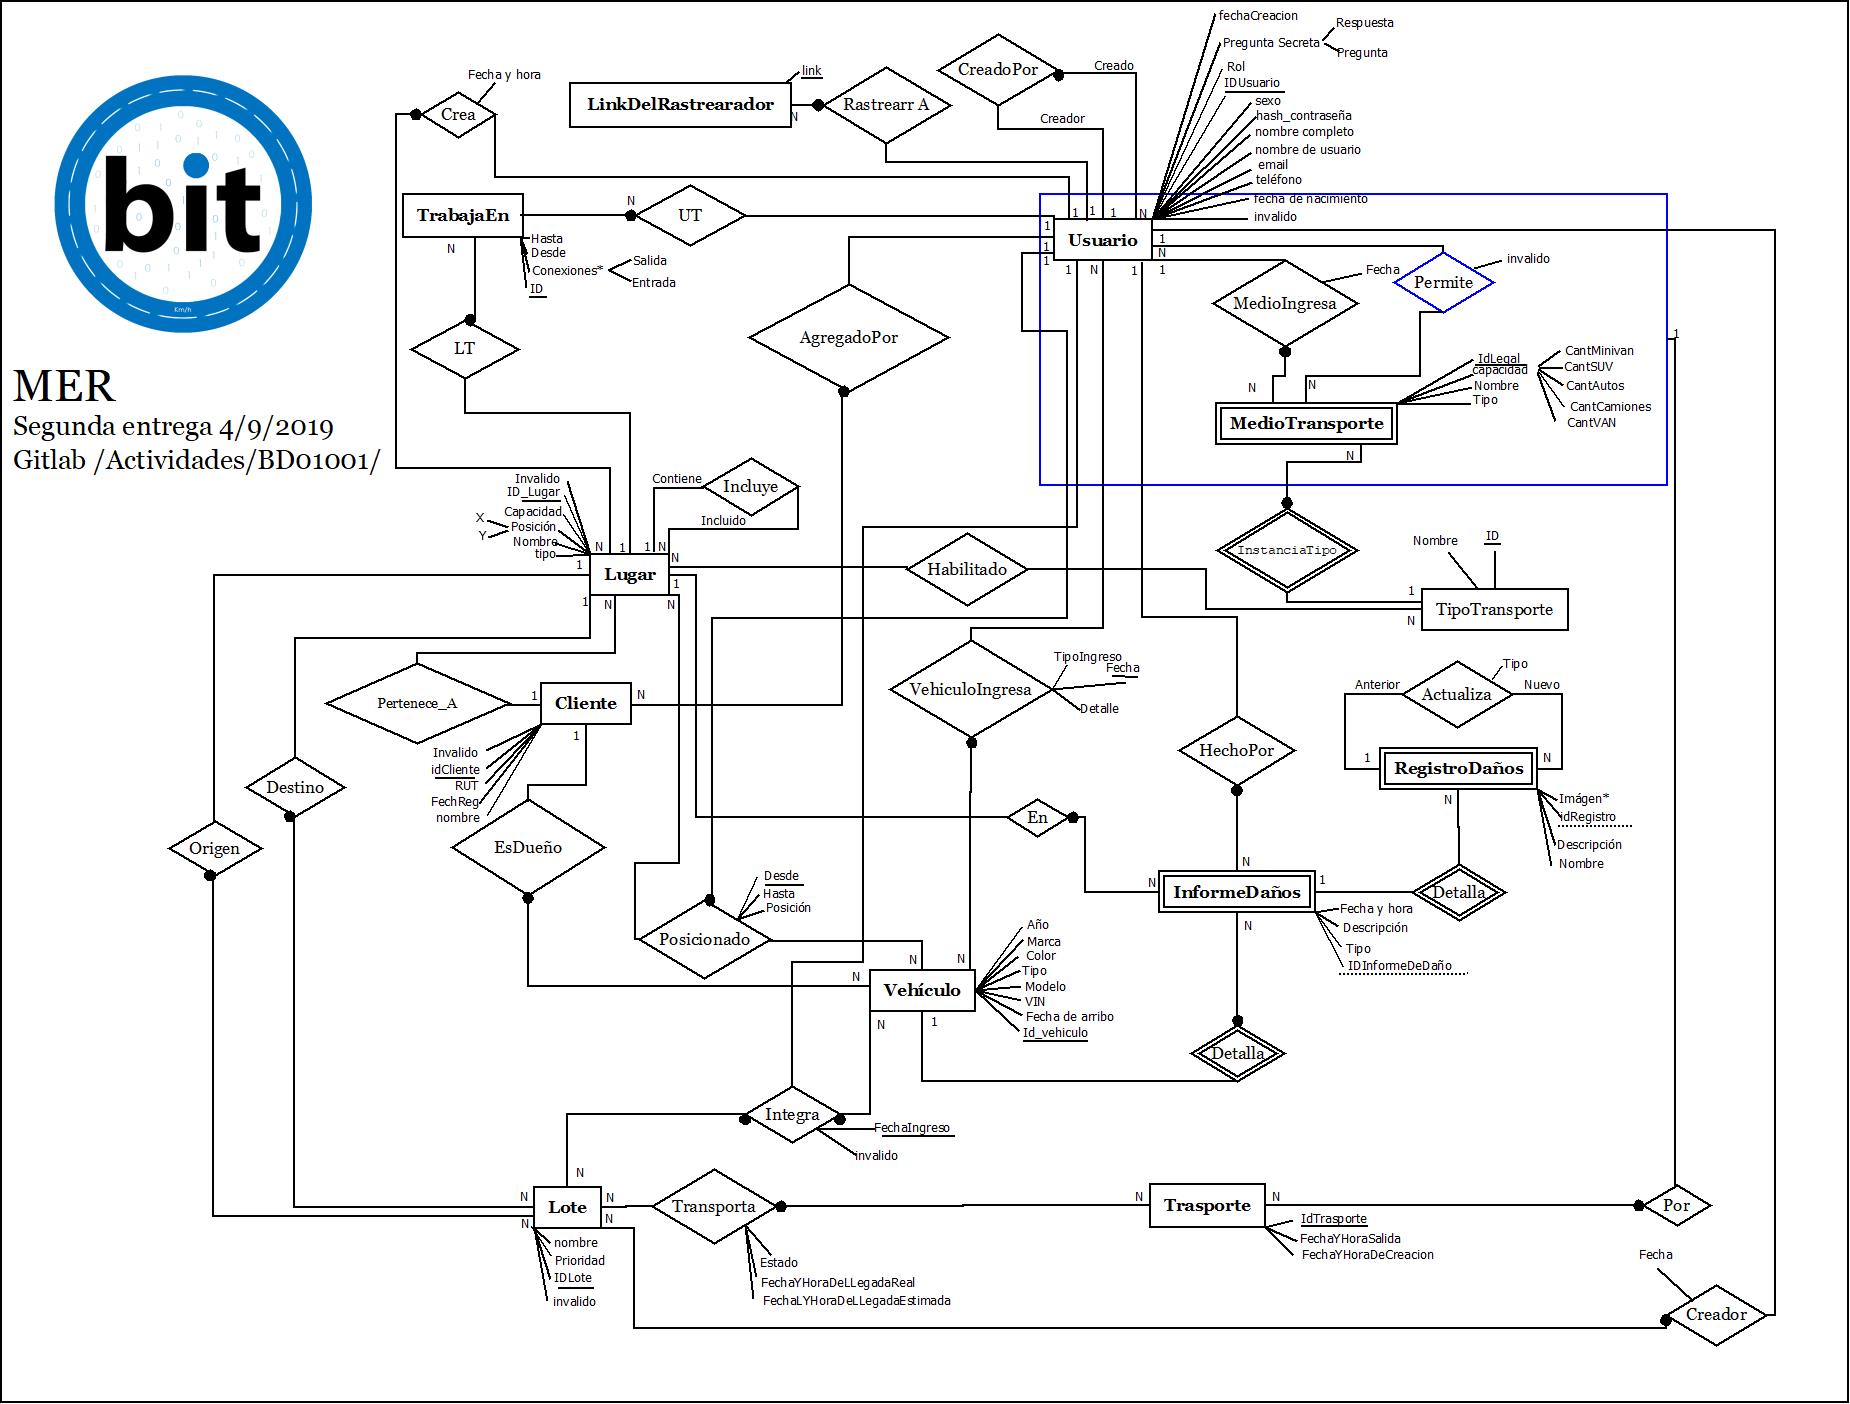 bit
Km/h
MER
Segunda entrega 4/9/2019
Gitlab /Actividades/BD01001/
Fecha y hora
Crea
LinkDelRastrearador
link
N
Rastrearr A
CreadoPor
Creado
Creador
fechaCreacion
Pregunta Secreta
Respuesta
Pregunta
Rol
IDUsuario
sexo
hash_contraseña
nombre completo
nombre de usuario
email
teléfono
fecha de nacimiento
invalido
TrabajaEn
N
UT
N
Hasta
Desde
Conexiones*
Salida
Entrada
ID
1
1
1
N
1
1
1
Usuario
1
N
1
N
1
1
LT
AgregadoPor
MedioIngresa
Fecha
Permite
invalido
1
N
N
IdLegal
capacidad
Nombre
Tipo
CantMinivan
CantSUV
CantAutos
CantCamiones
CantVAN
MedioTransporte
N
Contiene
Incluye
Incluido
Invalido
ID_Lugar
Capacidad
X
Posición
Y
Nombre
tipo
N
1
1
N
N
1
Lugar
1
1
N
N
Habilitado
InstanciaTipo
Nombre
ID
1
TipoTransporte
N
Pertenece_A
1
Cliente
N
1
Invalido
idCliente
RUT
FechReg
nombre
VehiculoIngresa
TipoIngreso
Fecha
Detalle
Tipo
Anterior
Actualiza
Nuevo
HechoPor
1
RegistroDaños
N
N
Imágen*
idRegistro
Descripción
Nombre
Destino
Origen
EsDueño
En
N
N
InformeDaños
1
Detalla
N
Fecha y hora
Descripción
Tipo
IDInformeDeDaño
Desde
Hasta
Posición
Posicionado
N
N
N
Vehículo
N
1
Año
Marca
Color
Tipo
Modelo
VIN
Fecha de arribo
Id_vehiculo
Detalla
Integra
FechaIngreso
invalido
N
N
Lote
N
N
N
nombre
Prioridad
IDLote
invalido
Transporta
Estado
FechaYHoraDeLLegadaReal
FechaLYHoraDeLLegadaEstimada
N
Trasporte
N
IdTrasporte
FechaYHoraSalida
FechaYHoraDeCreacion
Por
Fecha
Creador